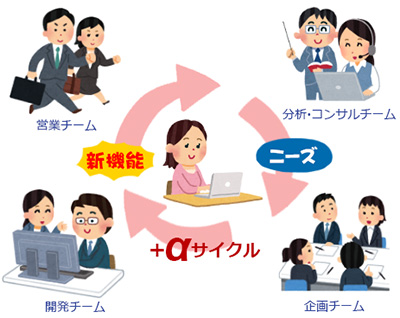 営業チーム
分析・コンサルチーム
新機能
ニーズ
+αサイクル
開発チーム
企画チーム